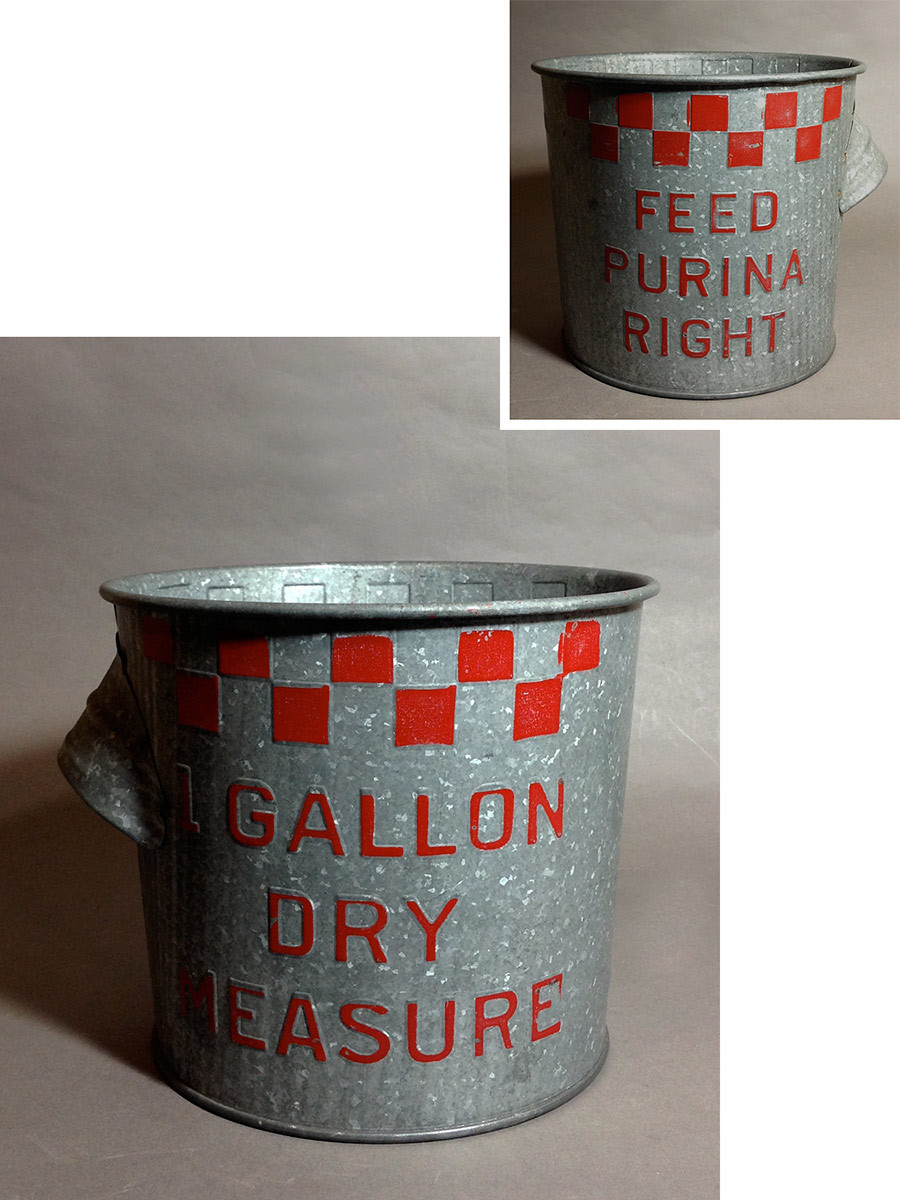 FEED
PURINA
RIGHT
1 GALLON
DRY
MEASURE